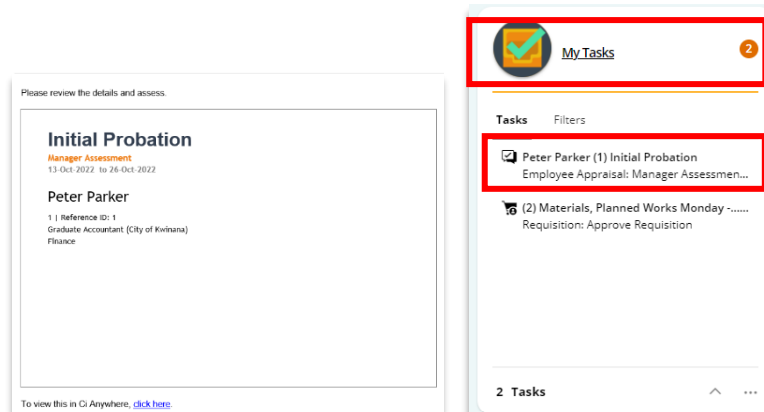 Please review the details and assess.
Initial Probation
Manager Assessment
13-Oct-2022 to 26-Oct-2022
Peter Parker
1 | Reference ID: 1
Graduate Accountant (City of Kwinana)
Finance
To view this in Ci Anywhere, click here.
My Tasks
2
Tasks Filters
Peter Parker (1) Initial Probation
Employee Appraisal: Manager Assessmen...
(2) Materials, Planned Works Monday -......
Requisition: Approve Requisition
2 Tasks